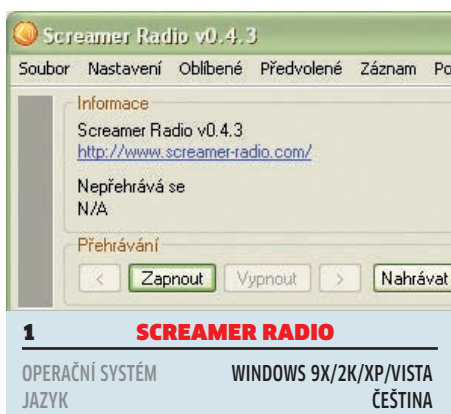 Screamer Radio v0.4.3
Soubor Nastavení Oblíbené Předvolené Záznam
Informace
Screamer Radio v0.4.3
http://www.screamer-radio.com/
Nepřehrává se
N/A
Přehrávání
< Zapnout Vypnout > Nahrávat
1 SCREAMER RADIO
OPERAČNÍ SYSTÉM WINDOWS 9X/2K/XP/VISTA
JAZYK ČEŠTINA